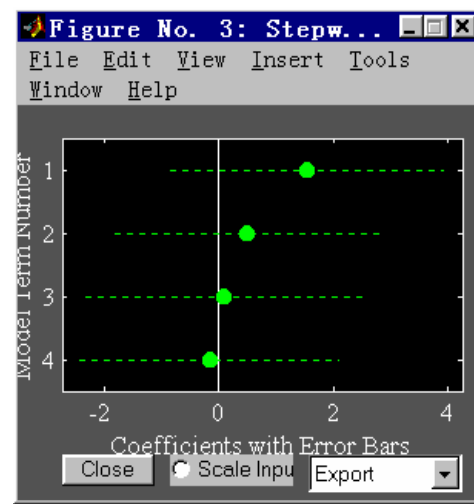 Figure No. 3: Stepw...
File Edit View Insert Tools
Window Help
Model Term Number
1
2
3
4
-2 0 2 4
Coefficients with Error Bars
Close Scale Inpu Export